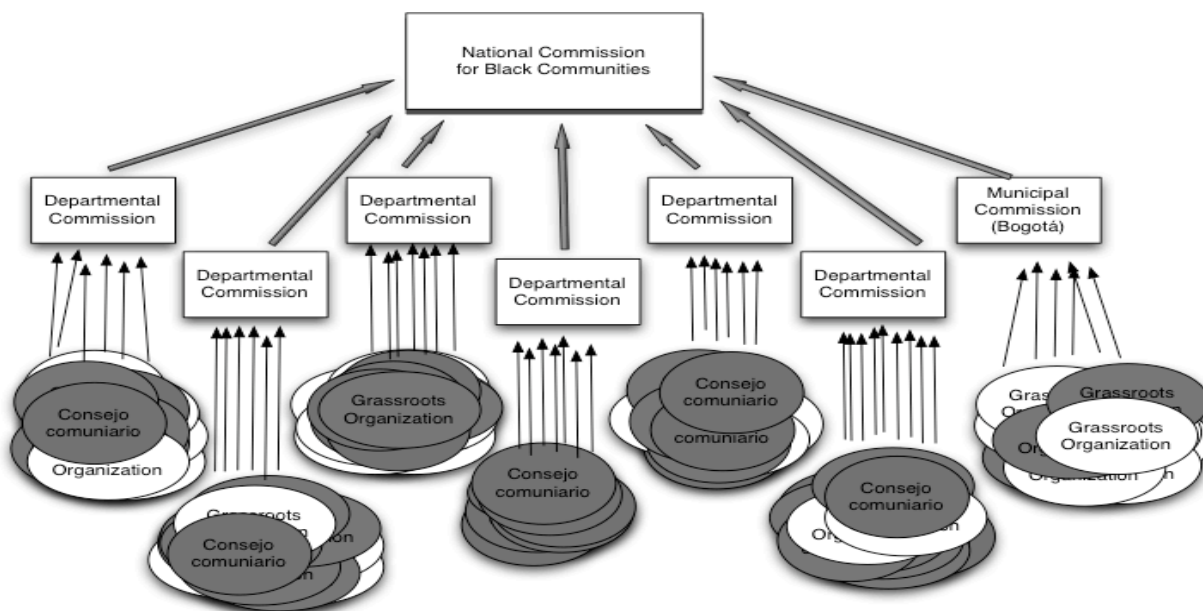 National Commission
for Black Communities
Departmental
Commission
Departmental
Commission
Departmental
Commission
Municipal
Commission
(Bogotá)
Departmental
Commission
Departmental
Commission
Departmental
Commission
Consejo
comuniario
Organization
Grassroots
Organization
Consejo
comuniario
comuniario
Grassroots
Grassroots
Organization
Grassroots
Consejo
comuniario
Consejo
comuniario
Consejo
comuniario